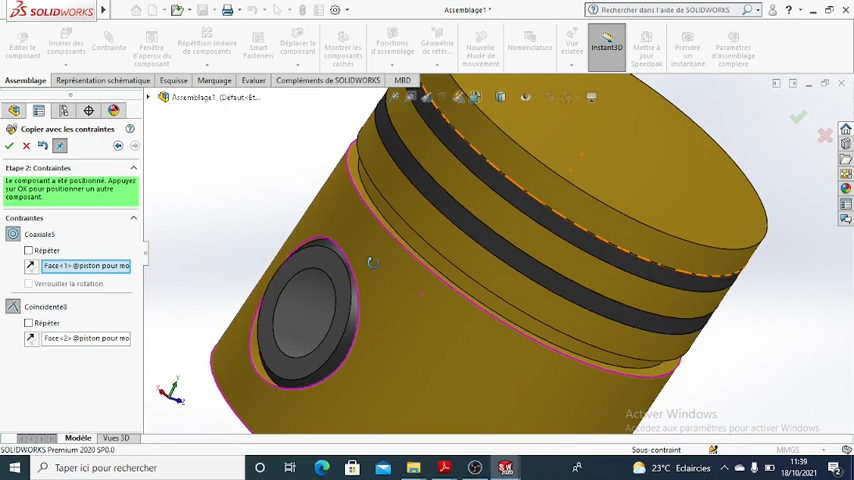 SOLIDWORKS
Assemblage1 *
Rechercher dans l'aide de SOLIDWORKS
Editer le composant
Insérer des composants
Contrainte
Fenêtre d'aperçu du composant
Répétition linéaire de composants
Smart Fasteners
Déplacer le composant
Montrer les composants cachés
Fonctions d'assemblage
Géométrie de référ...
Nouvelle étude de mouvement
Nomenclature
Vue éclatée
Instant3D
Mettre à jour Speedpak
Prendre un instantané
Paramètres d'assemblage complexe
Assemblage
Représentation schématique
Esquisse
Marquage
Evaluer
Compléments de SOLIDWORKS
MBD
Assemblage1 (Défaut<Et...
Copier avec les contraintes
Etape 2: Contraintes
Le composant a été positionné. Appuyez
sur OK pour positionner un autre
composant.
Contraintes
Coaxiale5
Répéter
Face<1>@piston pour mo
Verrouiller la rotation
Coïncidente8
Répéter
Face<2>@piston pour mo
Y
X
Z
Activer Windows
Accédez aux paramètres pour activer Windows.
Modèle
Vues 3D
SOLIDWORKS Premium 2020 SP0.0
Sous-contraint
MMGS
Taper ici pour rechercher
23°C Eclaircies
11:39
18/10/2021